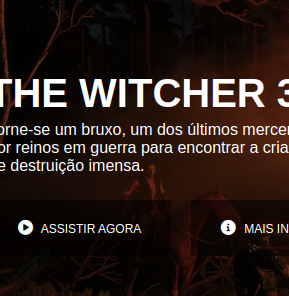 THE WITCHER 3
orne-se um bruxo, um dos últimos mercen
or reinos em guerra para encontrar a cria
e destruição imensa.
ASSISTIR AGORA
MAIS IN